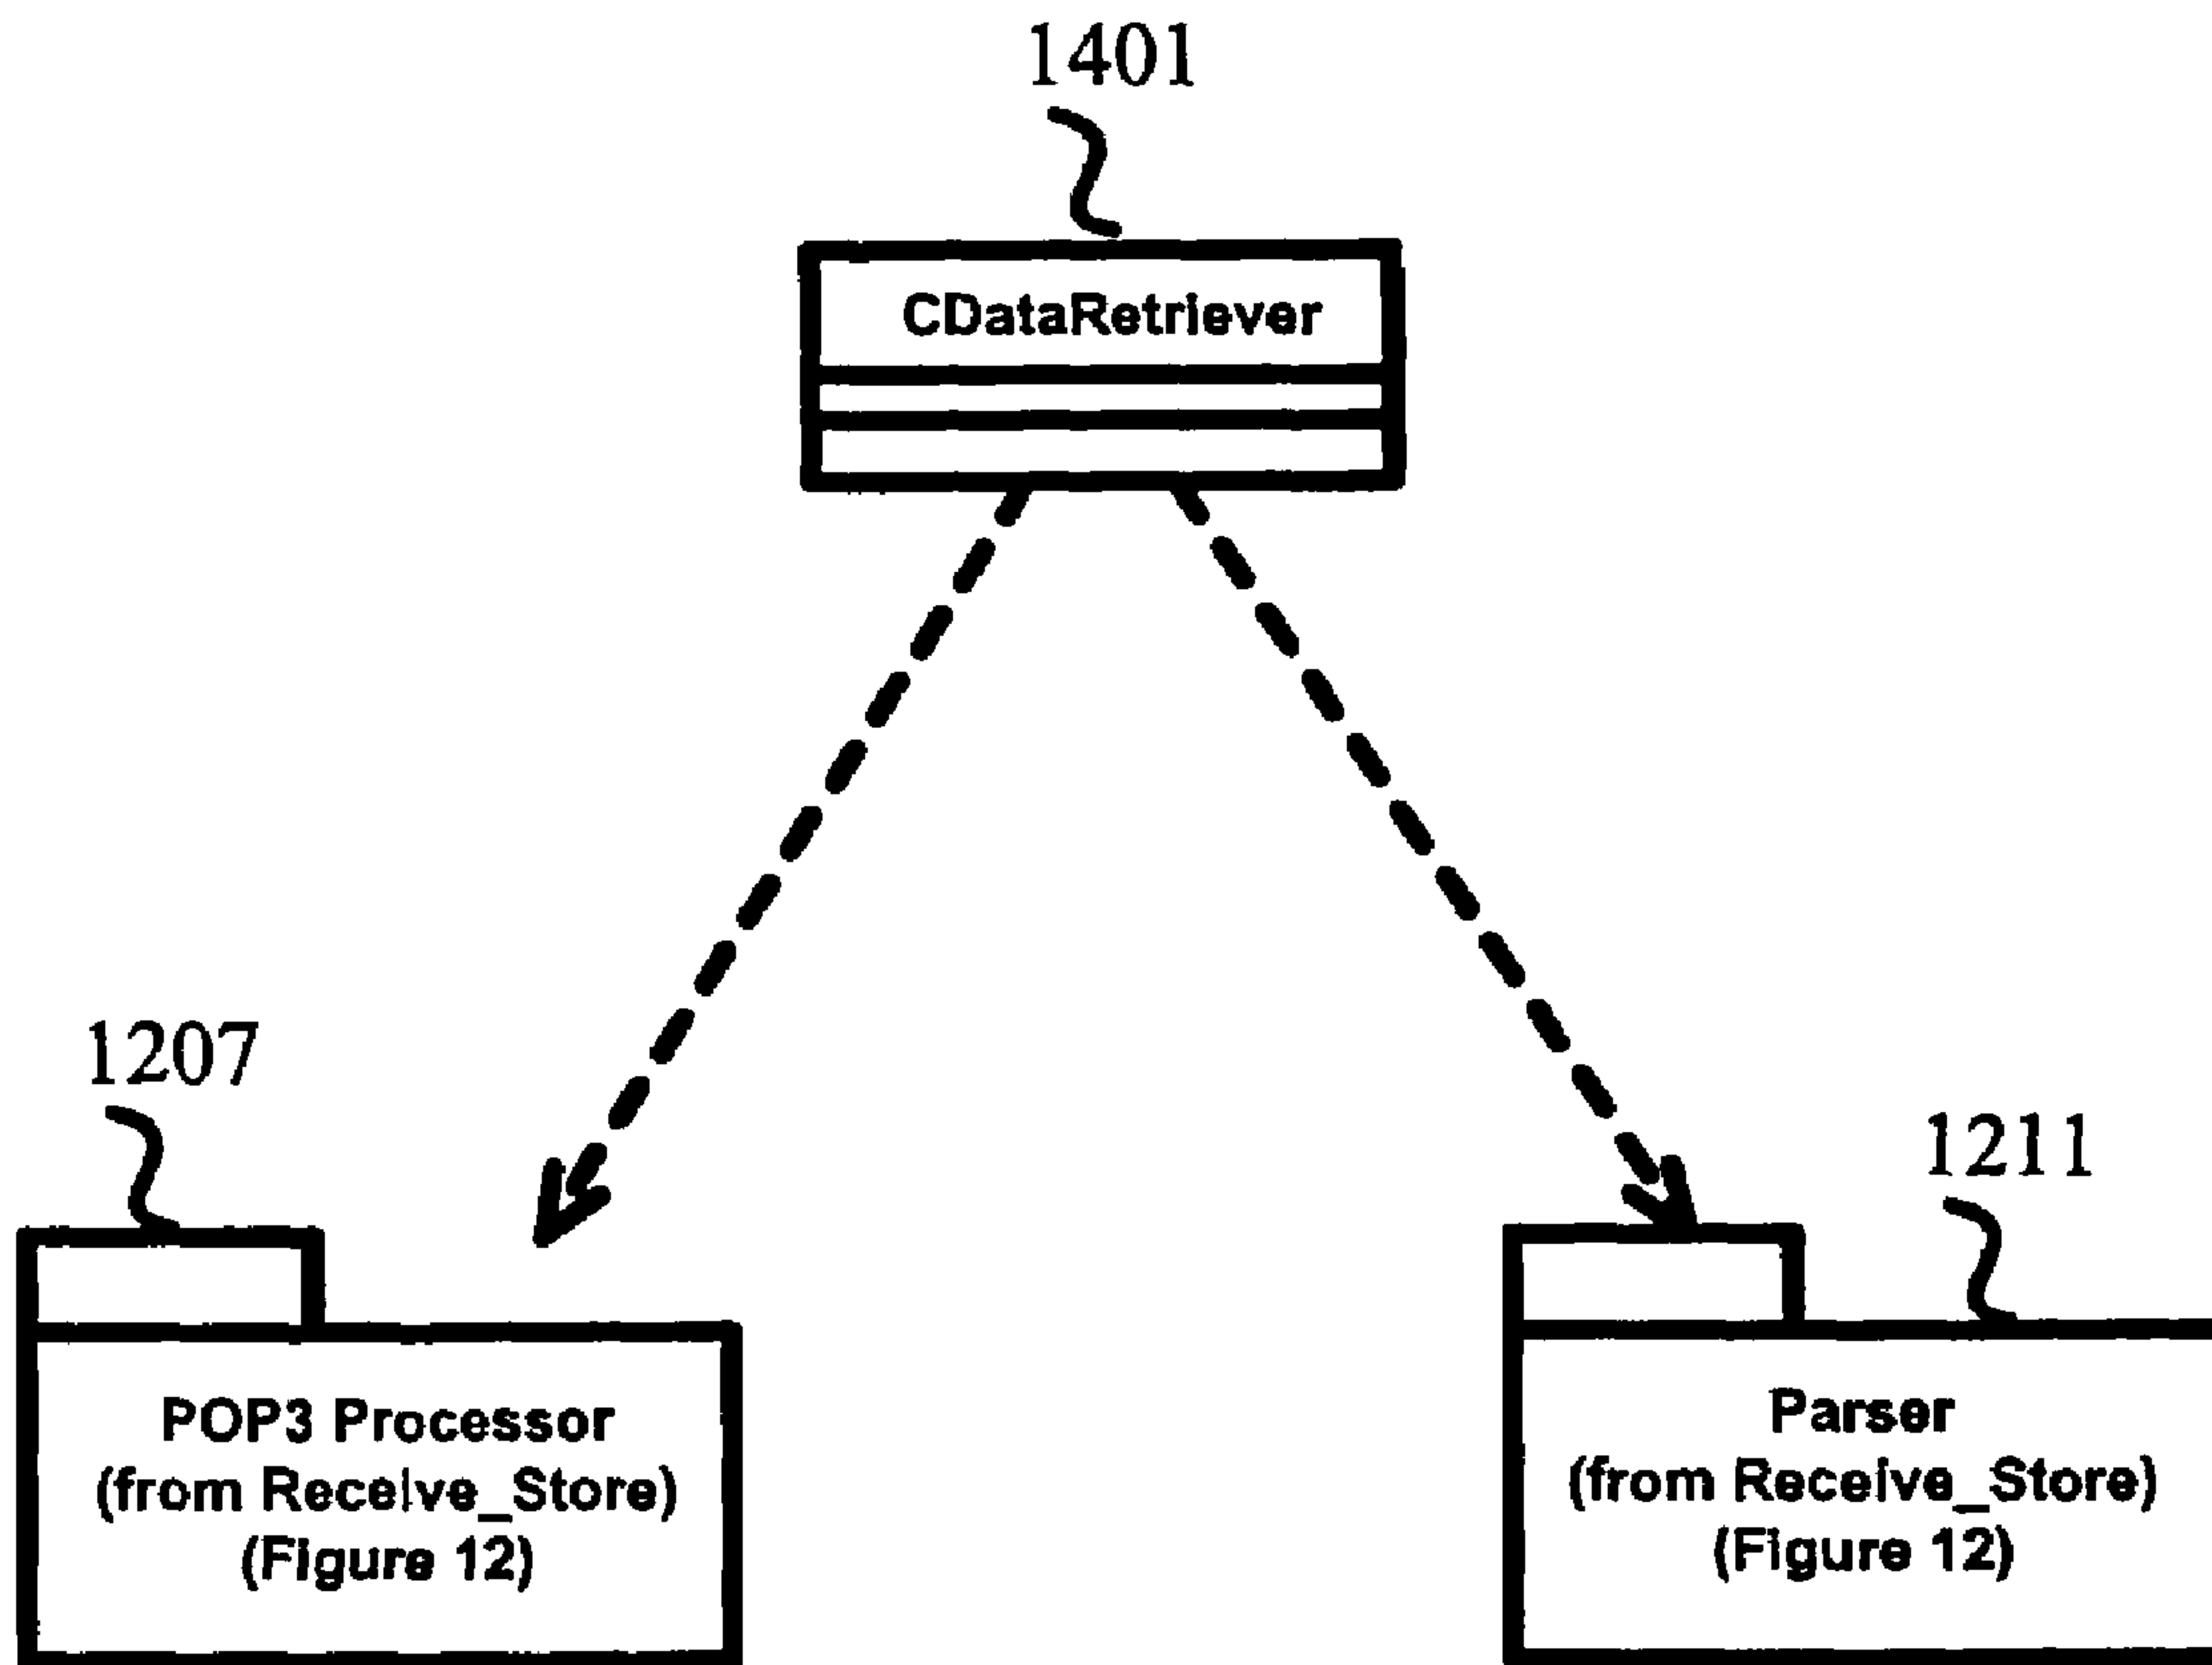 1401
CDataRetriever
1207
1211
POP3 Processor
(from Receive_Store)
(Figure 12)
Parser
(from Receive_Store)
(Figure 12)